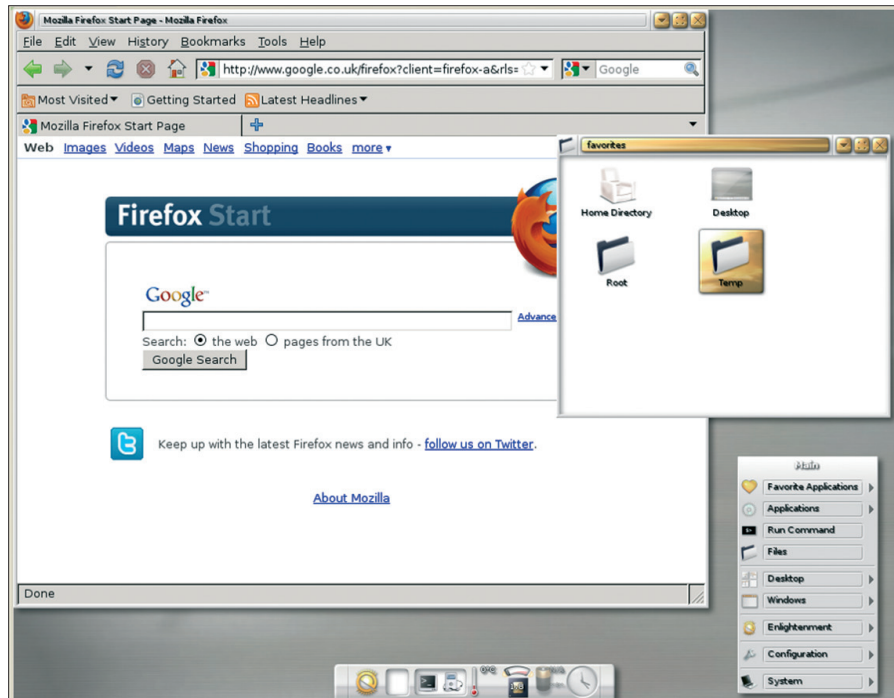 Mozilla Firefox Start Page - Mozilla Firefox
File Edit View History Bookmarks Tools Help
http://www.google.co.uk/firefox?client=firefox-a&rls= Google
Most Visited Getting Started Latest Headlines
Mozilla Firefox Start Page
Web Images Videos Maps News Shopping Books more
Firefox Start
Google
Advance
Search: the web pages from the UK
Google Search
Keep up with the latest Firefox news and info - follow us on Twitter.
About Mozilla
Done
favorites
Home Directory Desktop
Root Temp
Main
Favorite Applications
Applications
Run Command
Files
Desktop
Windows
Enlightenment
Configuration
System